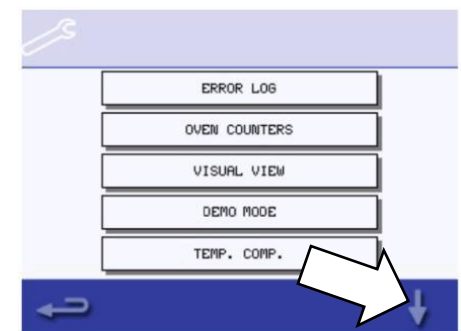 ERROR LOG
OVEN COUNTERS
VISUAL VIEW
DEMO MODE
TEMP. COMP.